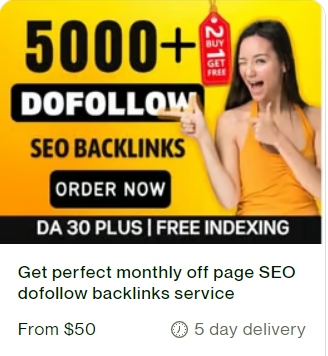 5000+
2
BUY
1
GET
FREE
DOFOLLOW
SEO BACKLINKS
ORDER NOW
DA 30 PLUS | FREE INDEXING
Get perfect monthly off page SEO
dofollow backlinks service
From $50
5 day delivery